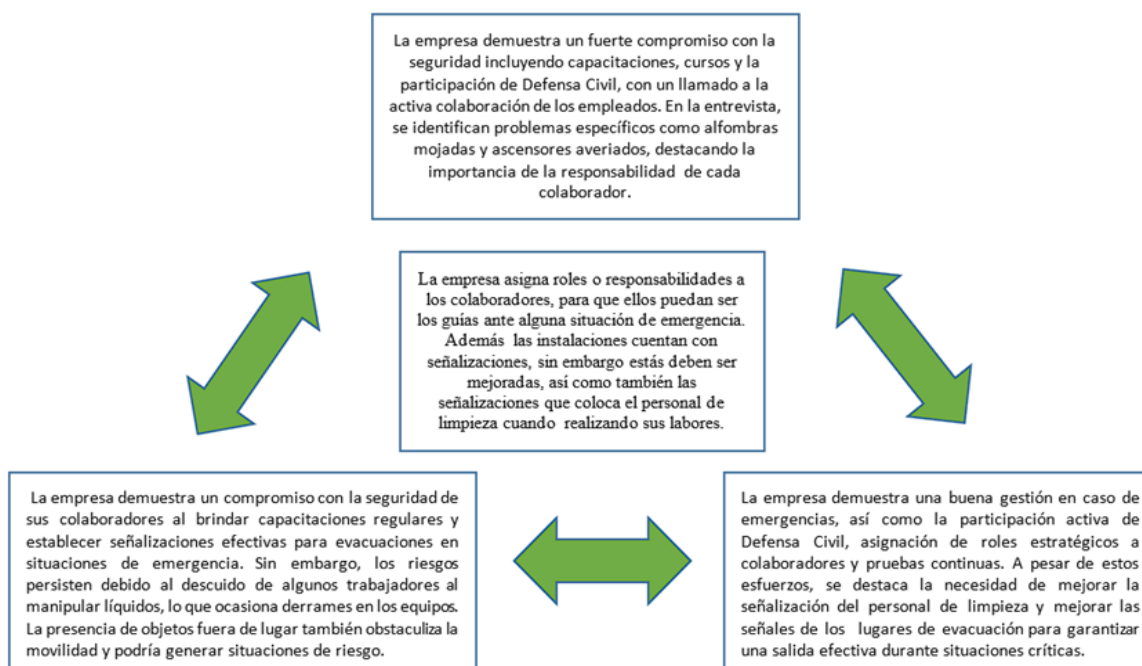 La empresa demuestra un fuerte compromiso con la
seguridad incluyendo capacitaciones, cursos y la
participación de Defensa Civil, con un llamado a la
activa colaboración de los empleados. En la entrevista,
se identifican problemas específicos como alfombras
mojadas y ascensores averiados, destacando la
importancia de la responsabilidad de cada
colaborador.
La empresa asigna roles o responsabilidades a
los colaboradores, para que ellos puedan ser
los guías ante alguna situación de emergencia.
Además las instalaciones cuentan con
señalizaciones, sin embargo estás deben ser
mejoradas, así como también las
señalizaciones que coloca el personal de
limpieza cuando realizando sus labores.
La empresa demuestra un compromiso con la seguridad de
sus colaboradores al brindar capacitaciones regulares y
establecer señalizaciones efectivas para evacuaciones en
situaciones de emergencia. Sin embargo, los riesgos
persisten debido al descuido de algunos trabajadores al
manipular líquidos, lo que ocasiona derrames en los equipos.
La presencia de objetos fuera de lugar también obstaculiza la
movilidad y podría generar situaciones de riesgo.
La empresa demuestra una buena gestión en caso de
emergencias, así como la participación activa de
Defensa Civil, asignación de roles estratégicos a
colaboradores y pruebas continuas. A pesar de estos
esfuerzos, se destaca la necesidad de mejorar la
señalización del personal de limpieza y mejorar las
señales de los lugares de evacuación para garantizar
una salida efectiva durante situaciones críticas.